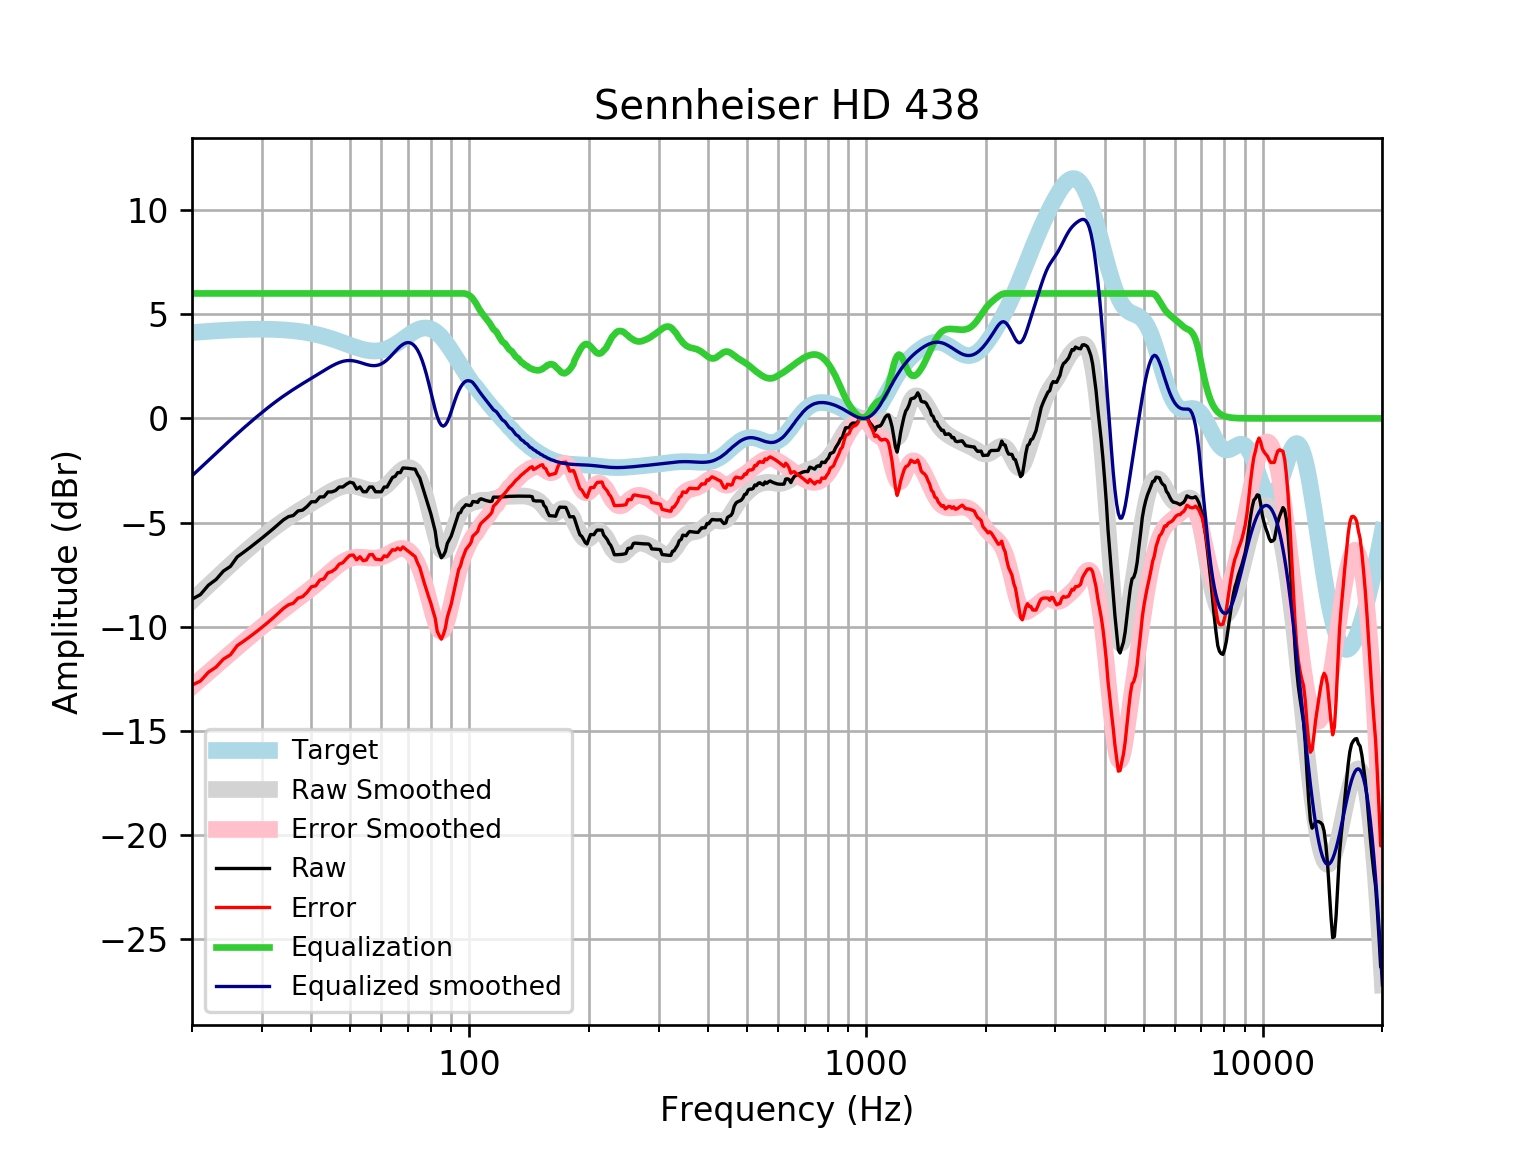 Sennheiser HD 438
Amplitude (dBr)
10
5
0
−5
−10
−15
−20
−25
Target
Raw Smoothed
Error Smoothed
Raw
Error
Equalization
Equalized smoothed
100
1000
10000
Frequency (Hz)